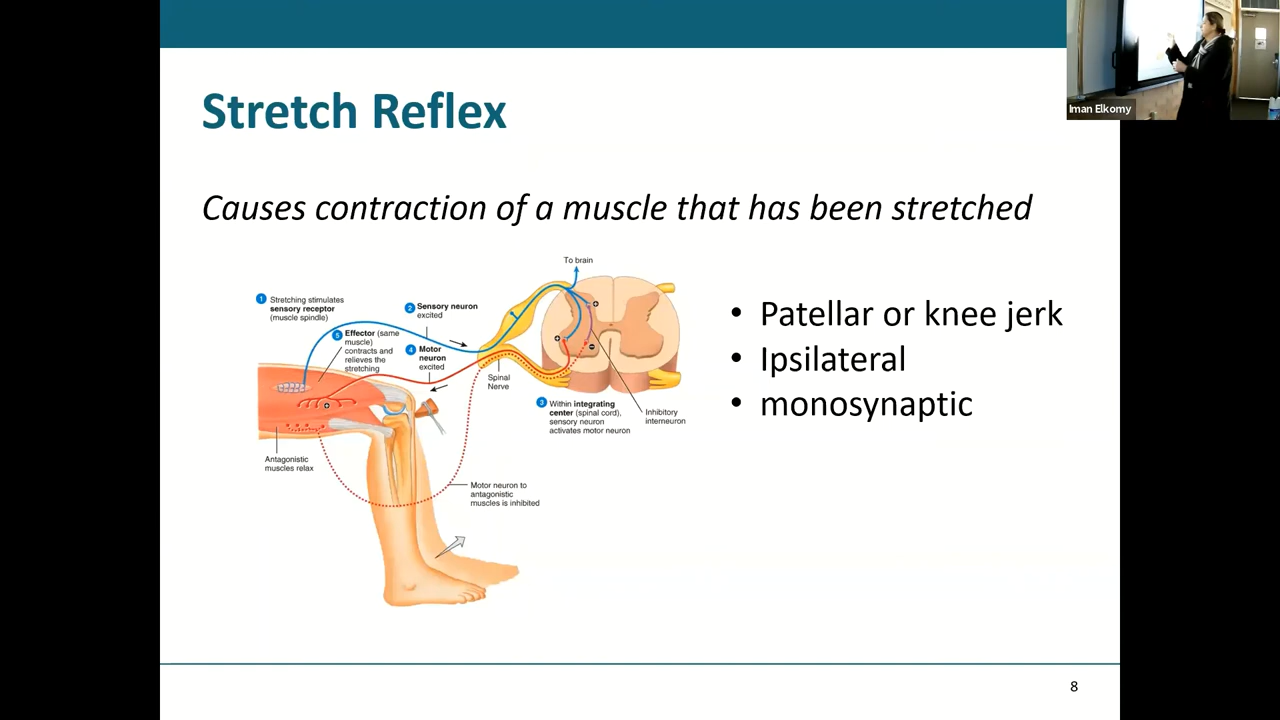 Iman Elkomy
Stretch Reflex
Causes contraction of a muscle that has been stretched
To brain
1 Stretching stimulates
sensory receptor
(muscle spindle)
2 Sensory neuron
excited
5 Effector (same
muscle)
contracts and
relieves the
stretching
4 Motor
neuron
excited
Spinal
Nerve
3 Within integrating
center (spinal cord),
sensory neuron
activates motor neuron
Inhibitory
interneuron
Antagonistic
muscles relax
Motor neuron to
antagonistic
muscles is inhibited
• Patellar or knee jerk
• Ipsilateral
• monosynaptic
8